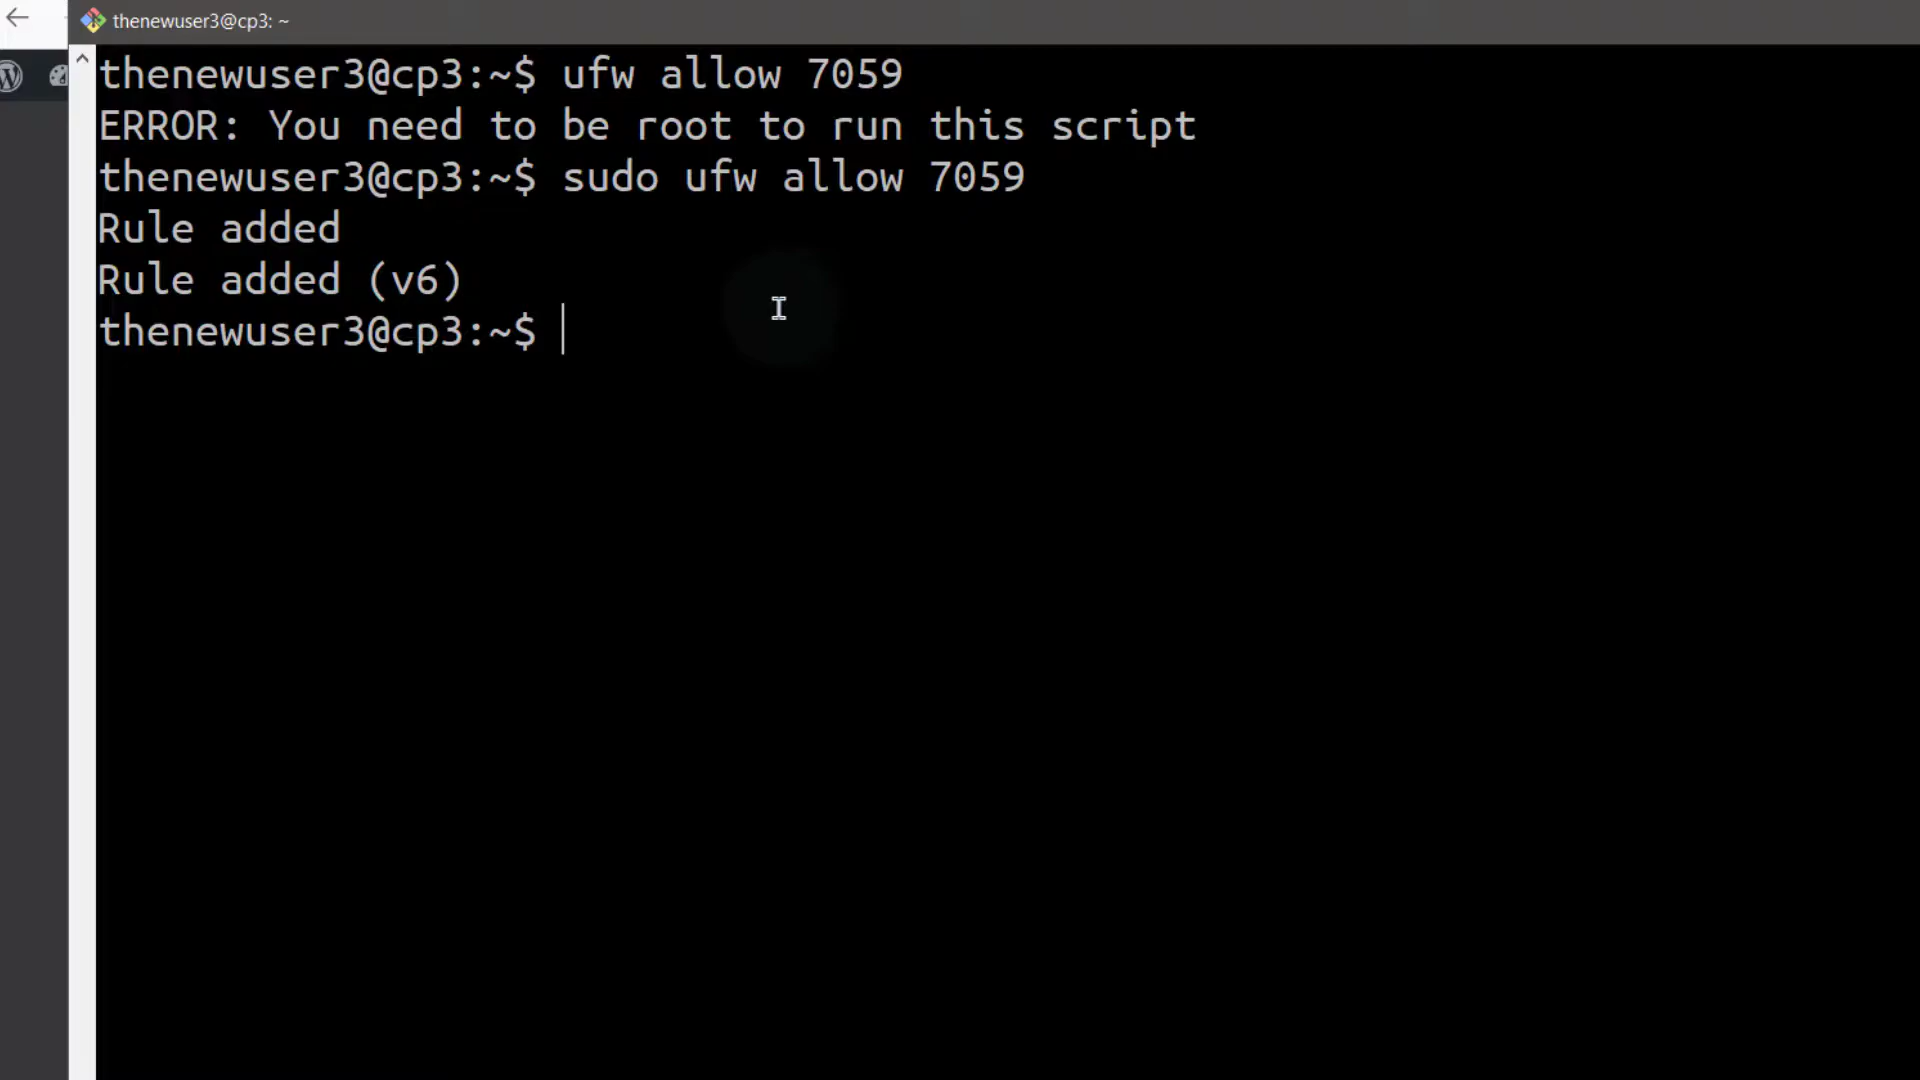 thenewuser3@cp3: ~
thenewuser3@cp3:~$ ufw allow 7059
ERROR: You need to be root to run this script
thenewuser3@cp3:~$ sudo ufw allow 7059
Rule added
Rule added (v6)
thenewuser3@cp3:~$